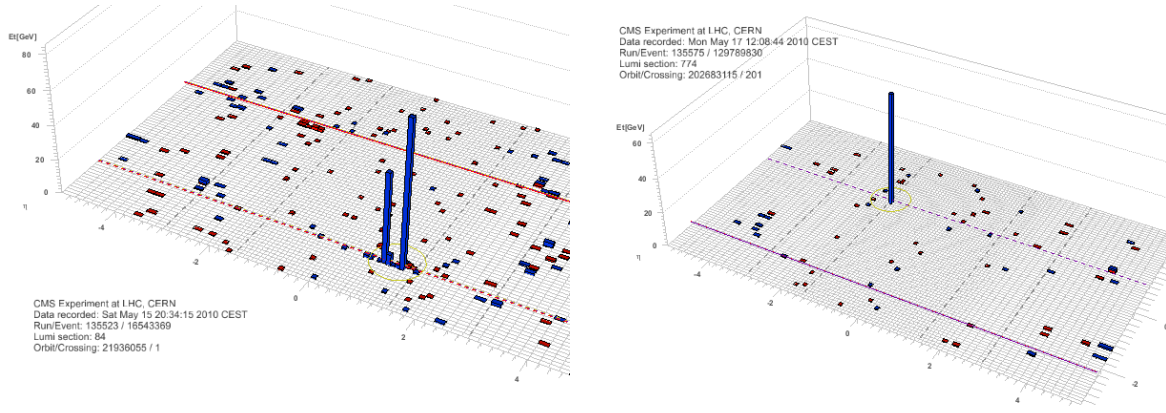 Et[GeV]
80
60
40
20
0
η
-4
-2
0
2
4
CMS Experiment at LHC, CERN
Data recorded: Sat May 15 20:34:15 2010 CEST
Run/Event: 135523 / 16543369
Lumi section: 84
Orbit/Crossing: 21936055 / 1
CMS Experiment at LHC, CERN
Data recorded: Mon May 17 12:08:44 2010 CEST
Run/Event: 135575 / 129789830
Lumi section: 774
Orbit/Crossing: 202683115 / 201
Et[GeV]
60
40
20
0
η
-4
-2
0
2
4
-2